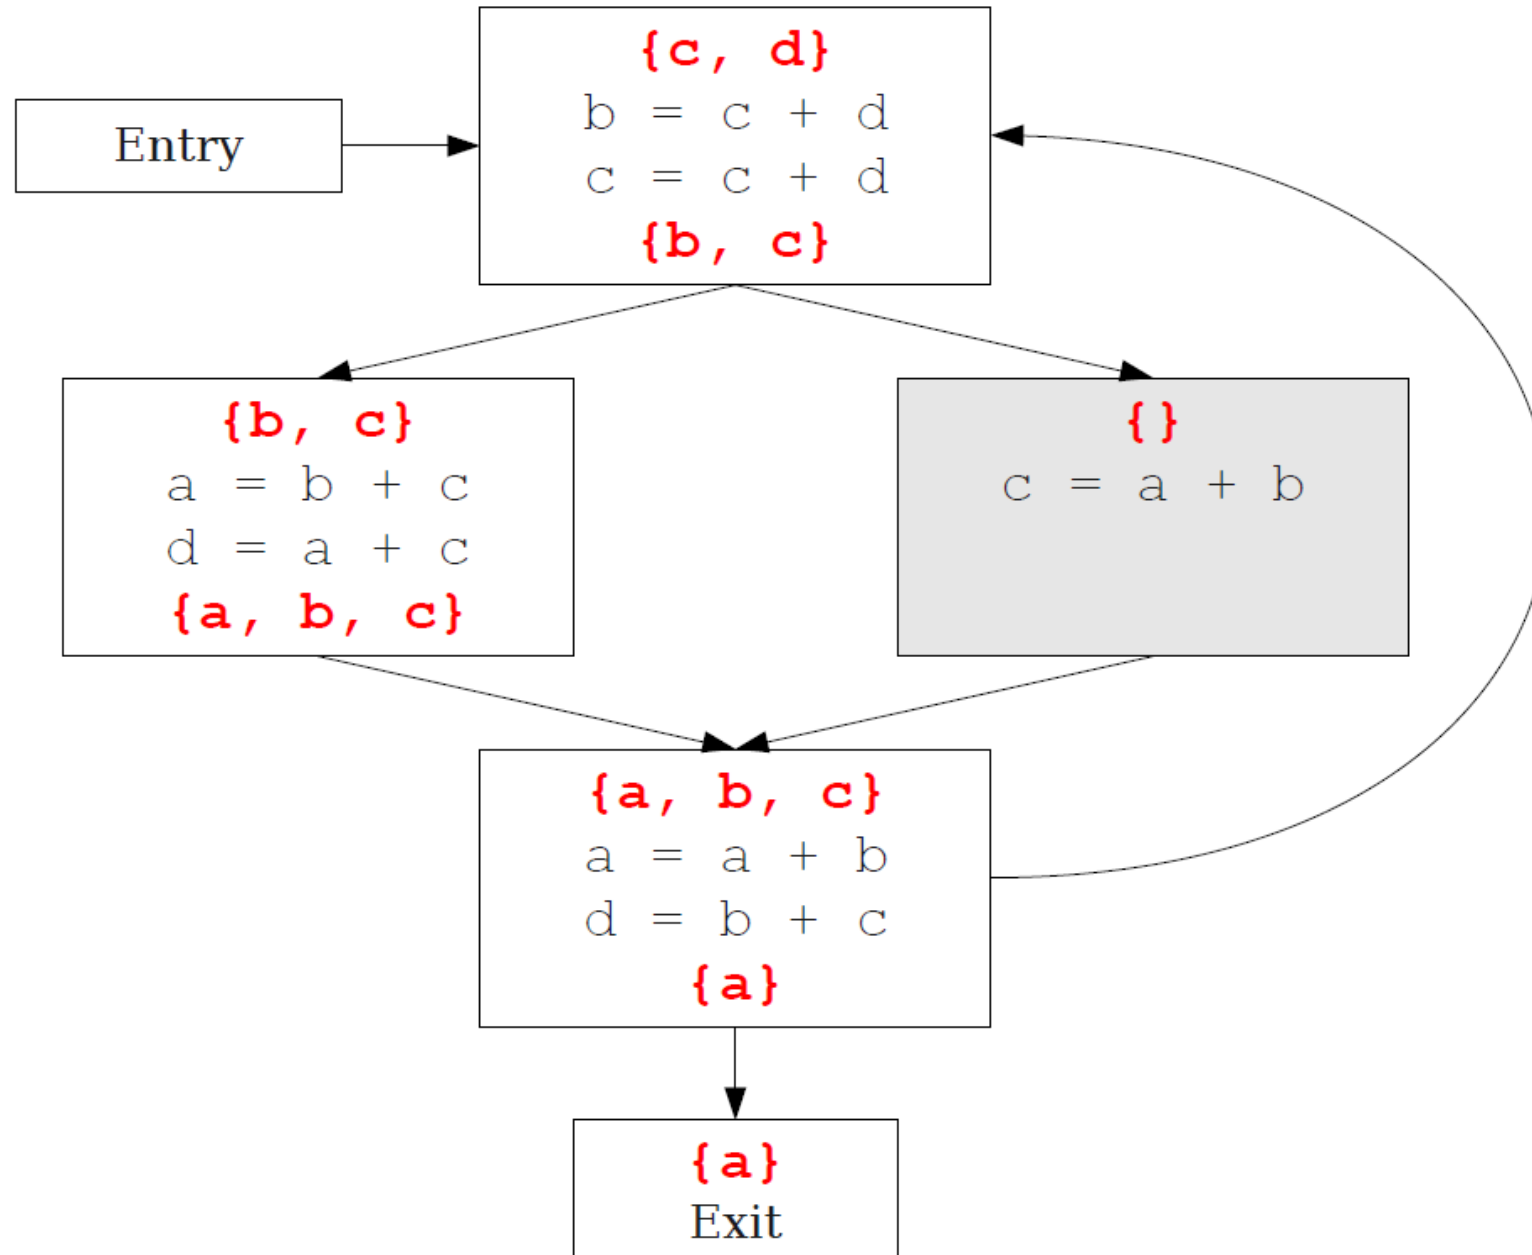 {c, d}
b = c + d
c = c + d
{b, c}
Entry
{b, c}
a = b + c
d = a + c
{a, b, c}
{}
c = a + b
{a, b, c}
a = a + b
d = b + c
{a}
{a}
Exit